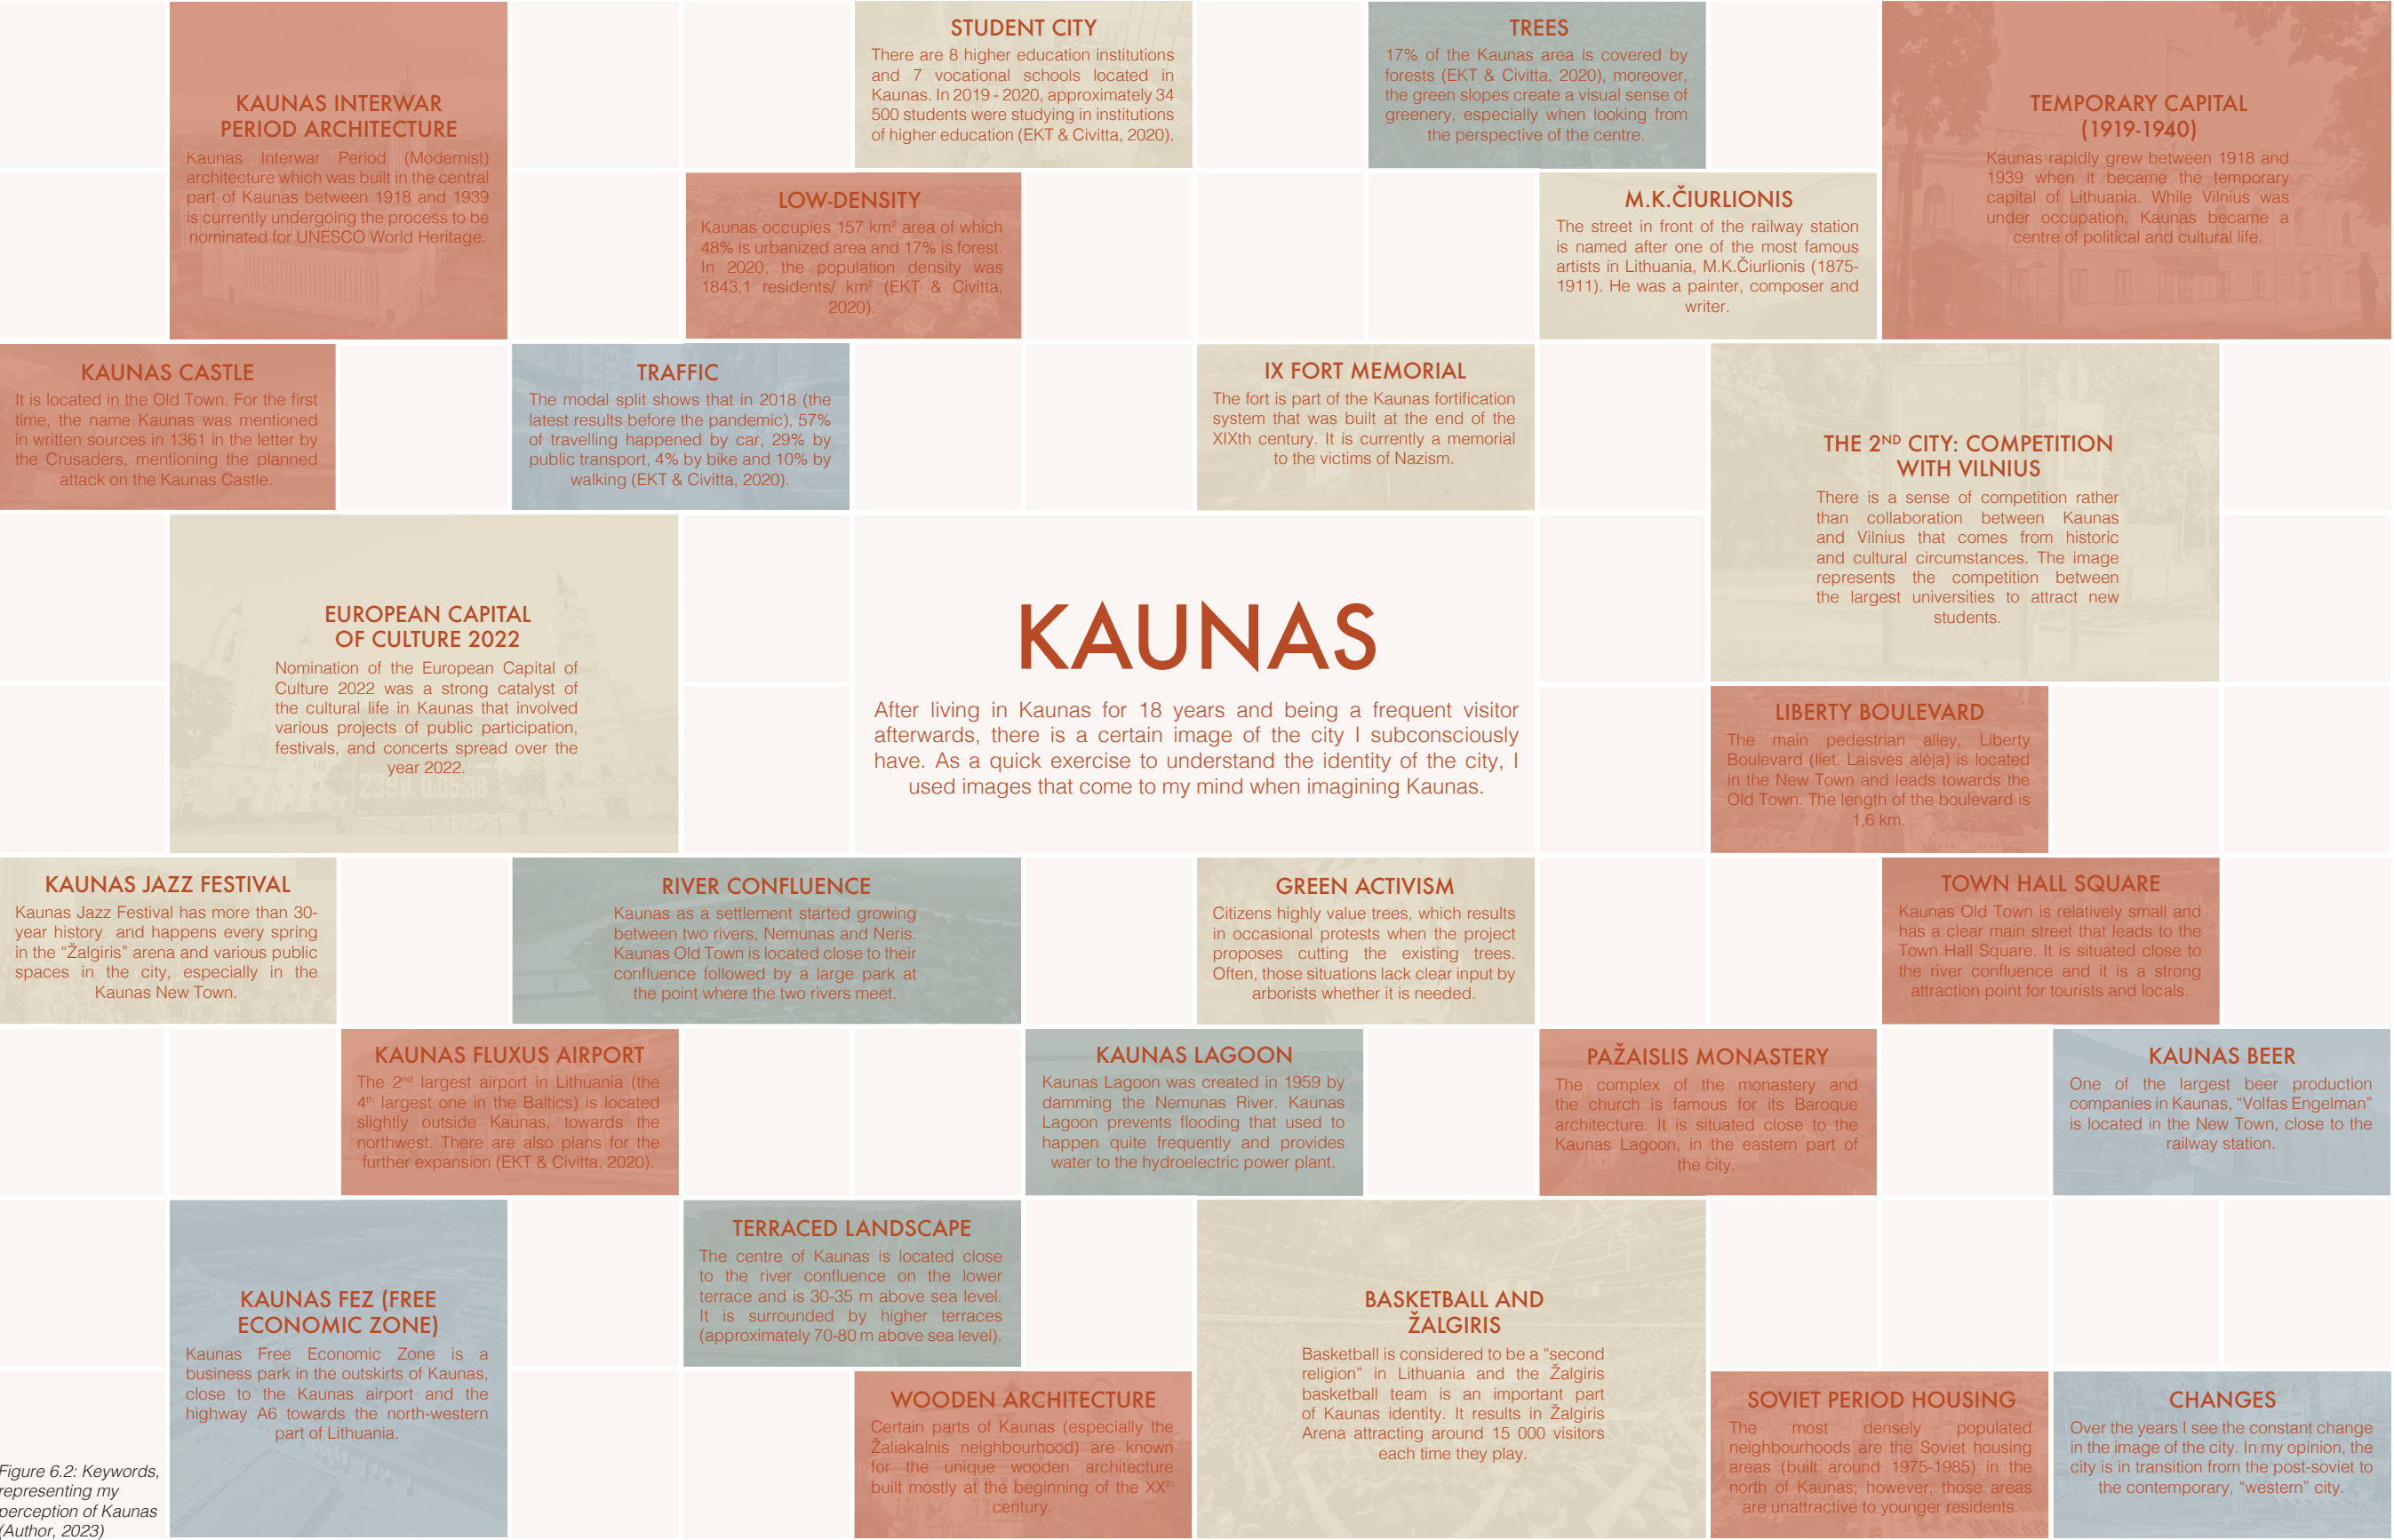 KAUNAS INTERWAR
PERIOD ARCHITECTURE
Kaunas Interwar Period (Modernist)
architecture which was built in the central
part of Kaunas between 1918 and 1939
is currently undergoing the process to be
nominated for UNESCO World Heritage.
STUDENT CITY
There are 8 higher education institutions
and 7 vocational schools located in
Kaunas. In 2019 - 2020, approximately 34
500 students were studying in institutions
of higher education (EKT & Civitta, 2020).
TREES
17% of the Kaunas area is covered by
forests (EKT & Civitta, 2020), moreover,
the green slopes create a visual sense of
greenery, especially when looking from
the perspective of the centre.
TEMPORARY CAPITAL
(1919-1940)
Kaunas rapidly grew between 1918 and
1939 when it became the temporary
capital of Lithuania. While Vilnius was
under occupation, Kaunas became a
centre of political and cultural life.
LOW-DENSITY
Kaunas occupies 157 km² area of which
48% is urbanized area and 17% is forest.
In 2020, the population density was
1843,1 residents/ km² (EKT & Civitta,
2020).
M.K.ČIURLIONIS
The street in front of the railway station
is named after one of the most famous
artists in Lithuania, M.K.Čiurlionis (1875-
1911). He was a painter, composer and
writer.
KAUNAS CASTLE
It is located in the Old Town. For the first
time, the name Kaunas was mentioned
in written sources in 1361 in the letter by
the Crusaders, mentioning the planned
attack on the Kaunas Castle.
TRAFFIC
The modal split shows that in 2018 (the
latest results before the pandemic), 57%
of travelling happened by car, 29% by
public transport, 4% by bike and 10% by
walking (EKT & Civitta, 2020).
IX FORT MEMORIAL
The fort is part of the Kaunas fortification
system that was built at the end of the
XIXth century. It is currently a memorial
to the victims of Nazism.
THE 2ND CITY: COMPETITION
WITH VILNIUS
There is a sense of competition rather
than collaboration between Kaunas
and Vilnius that comes from historic
and cultural circumstances. The image
represents the competition between
the largest universities to attract new
students.
EUROPEAN CAPITAL
OF CULTURE 2022
Nomination of the European Capital of
Culture 2022 was a strong catalyst of
the cultural life in Kaunas that involved
various projects of public participation,
festivals, and concerts spread over the
year 2022.
239 d. 0:05:38
KAUNAS
After living in Kaunas for 18 years and being a frequent visitor
afterwards, there is a certain image of the city I subconsciously
have. As a quick exercise to understand the identity of the city, I
used images that come to my mind when imagining Kaunas.
LIBERTY BOULEVARD
The main pedestrian alley, Liberty
Boulevard (liet. Laisvės alėja) is located
in the New Town and leads towards the
Old Town. The length of the boulevard is
1,6 km.
KAUNAS JAZZ FESTIVAL
Kaunas Jazz Festival has more than 30-
year history and happens every spring
in the “Žalgiris” arena and various public
spaces in the city, especially in the
Kaunas New Town.
RIVER CONFLUENCE
Kaunas as a settlement started growing
between two rivers, Nemunas and Neris.
Kaunas Old Town is located close to their
confluence followed by a large park at
the point where the two rivers meet.
GREEN ACTIVISM
Citizens highly value trees, which results
in occasional protests when the project
proposes cutting the existing trees.
Often, those situations lack clear input by
arborists whether it is needed.
TOWN HALL SQUARE
Kaunas Old Town is relatively small and
has a clear main street that leads to the
Town Hall Square. It is situated close to
the river confluence and it is a strong
attraction point for tourists and locals.
KAUNAS FLUXUS AIRPORT
The 2nd largest airport in Lithuania (the
4th largest one in the Baltics) is located
slightly outside Kaunas, towards the
northwest. There are also plans for the
further expansion (EKT & Civitta, 2020).
KAUNAS LAGOON
Kaunas Lagoon was created in 1959 by
damming the Nemunas River. Kaunas
Lagoon prevents flooding that used to
happen quite frequently and provides
water to the hydroelectric power plant.
PAŽAISLIS MONASTERY
The complex of the monastery and
the church is famous for its Baroque
architecture. It is situated close to the
Kaunas Lagoon, in the eastern part of
the city.
KAUNAS BEER
One of the largest beer production
companies in Kaunas, “Volfas Engelman”
is located in the New Town, close to the
railway station.
KAUNAS FEZ (FREE
ECONOMIC ZONE)
Kaunas Free Economic Zone is a
business park in the outskirts of Kaunas,
close to the Kaunas airport and the
highway A6 towards the north-western
part of Lithuania.
TERRACED LANDSCAPE
The centre of Kaunas is located close
to the river confluence on the lower
terrace and is 30-35 m above sea level.
It is surrounded by higher terraces
(approximately 70-80 m above sea level).
BASKETBALL AND
ŽALGIRIS
Basketball is considered to be a “second
religion” in Lithuania and the Žalgiris
basketball team is an important part
of Kaunas identity. It results in Žalgiris
Arena attracting around 15 000 visitors
each time they play.
WOODEN ARCHITECTURE
Certain parts of Kaunas (especially the
Žaliakalnis neighbourhood) are known
for the unique wooden architecture
built mostly at the beginning of the XXth
century.
SOVIET PERIOD HOUSING
The most densely populated
neighbourhoods are the Soviet housing
areas (built around 1975-1985) in the
north of Kaunas; however, those areas
are unattractive to younger residents.
CHANGES
Over the years I see the constant change
in the image of the city. In my opinion, the
city is in transition from the post-soviet to
the contemporary, “western” city.
Figure 6.2: Keywords,
representing my
perception of Kaunas
(Author, 2023)